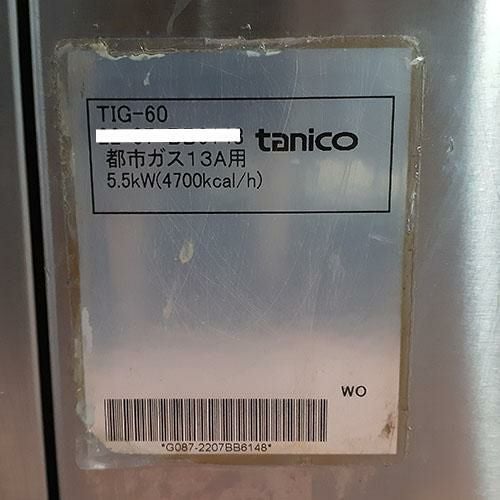 TIG-60
tanico
都市ガス13A用
5.5kW(4700kcal/h)
WO
*G087-2207BB6148*